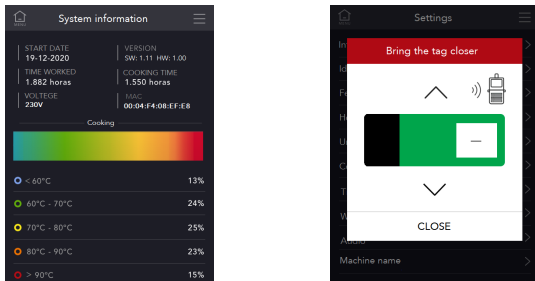 System information
MENU
START DATE
19-12-2020
VERSION
SW: 1.11 HW: 1.00
TIME WORKED
1.882 horas
COOKING TIME
1.550 horas
VOLTEGE
230V
MAC
00:04:F4:08:EF:E8
Cooking
< 60°C 13%
60°C - 70°C 24%
70°C - 80°C 25%
80°C - 90°C 23%
> 90°C 15%
Settings
Bring the tag closer
CLOSE
Audio
Machine name